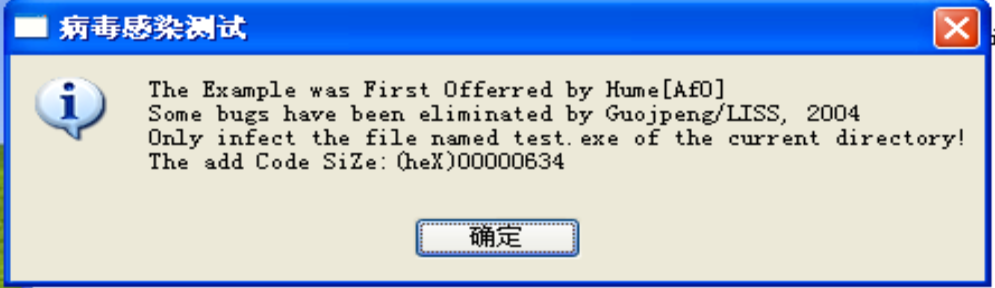 病毒感染测试
The Example was First Offerred by Hume[AfO]
Some bugs have been eliminated by Guojpeng/LISS, 2004
Only infect the file named test.exe of the current directory!
The add Code SiZe:(heX)00000634
确定